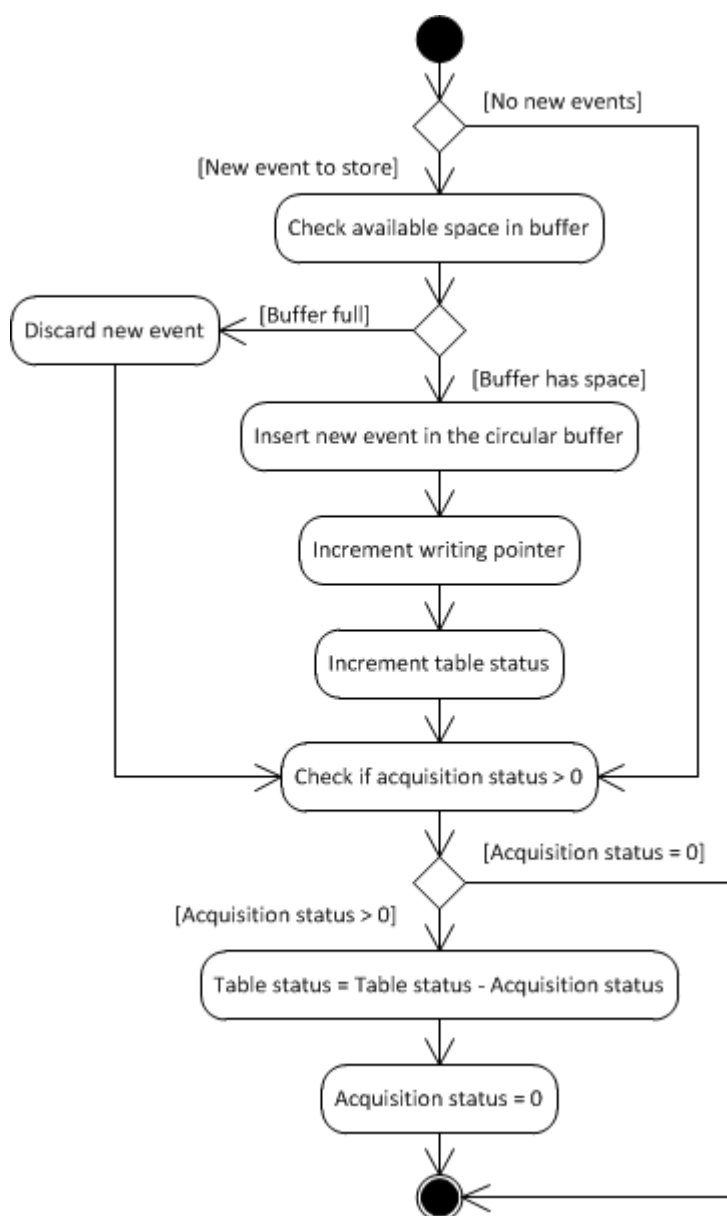 [No new events]
[New event to store]
Check available space in buffer
[Buffer full]
Discard new event
[Buffer has space]
Insert new event in the circular buffer
Increment writing pointer
Increment table status
Check if acquisition status > 0
[Acquisition status = 0]
[Acquisition status > 0]
Table status = Table status - Acquisition status
Acquisition status = 0